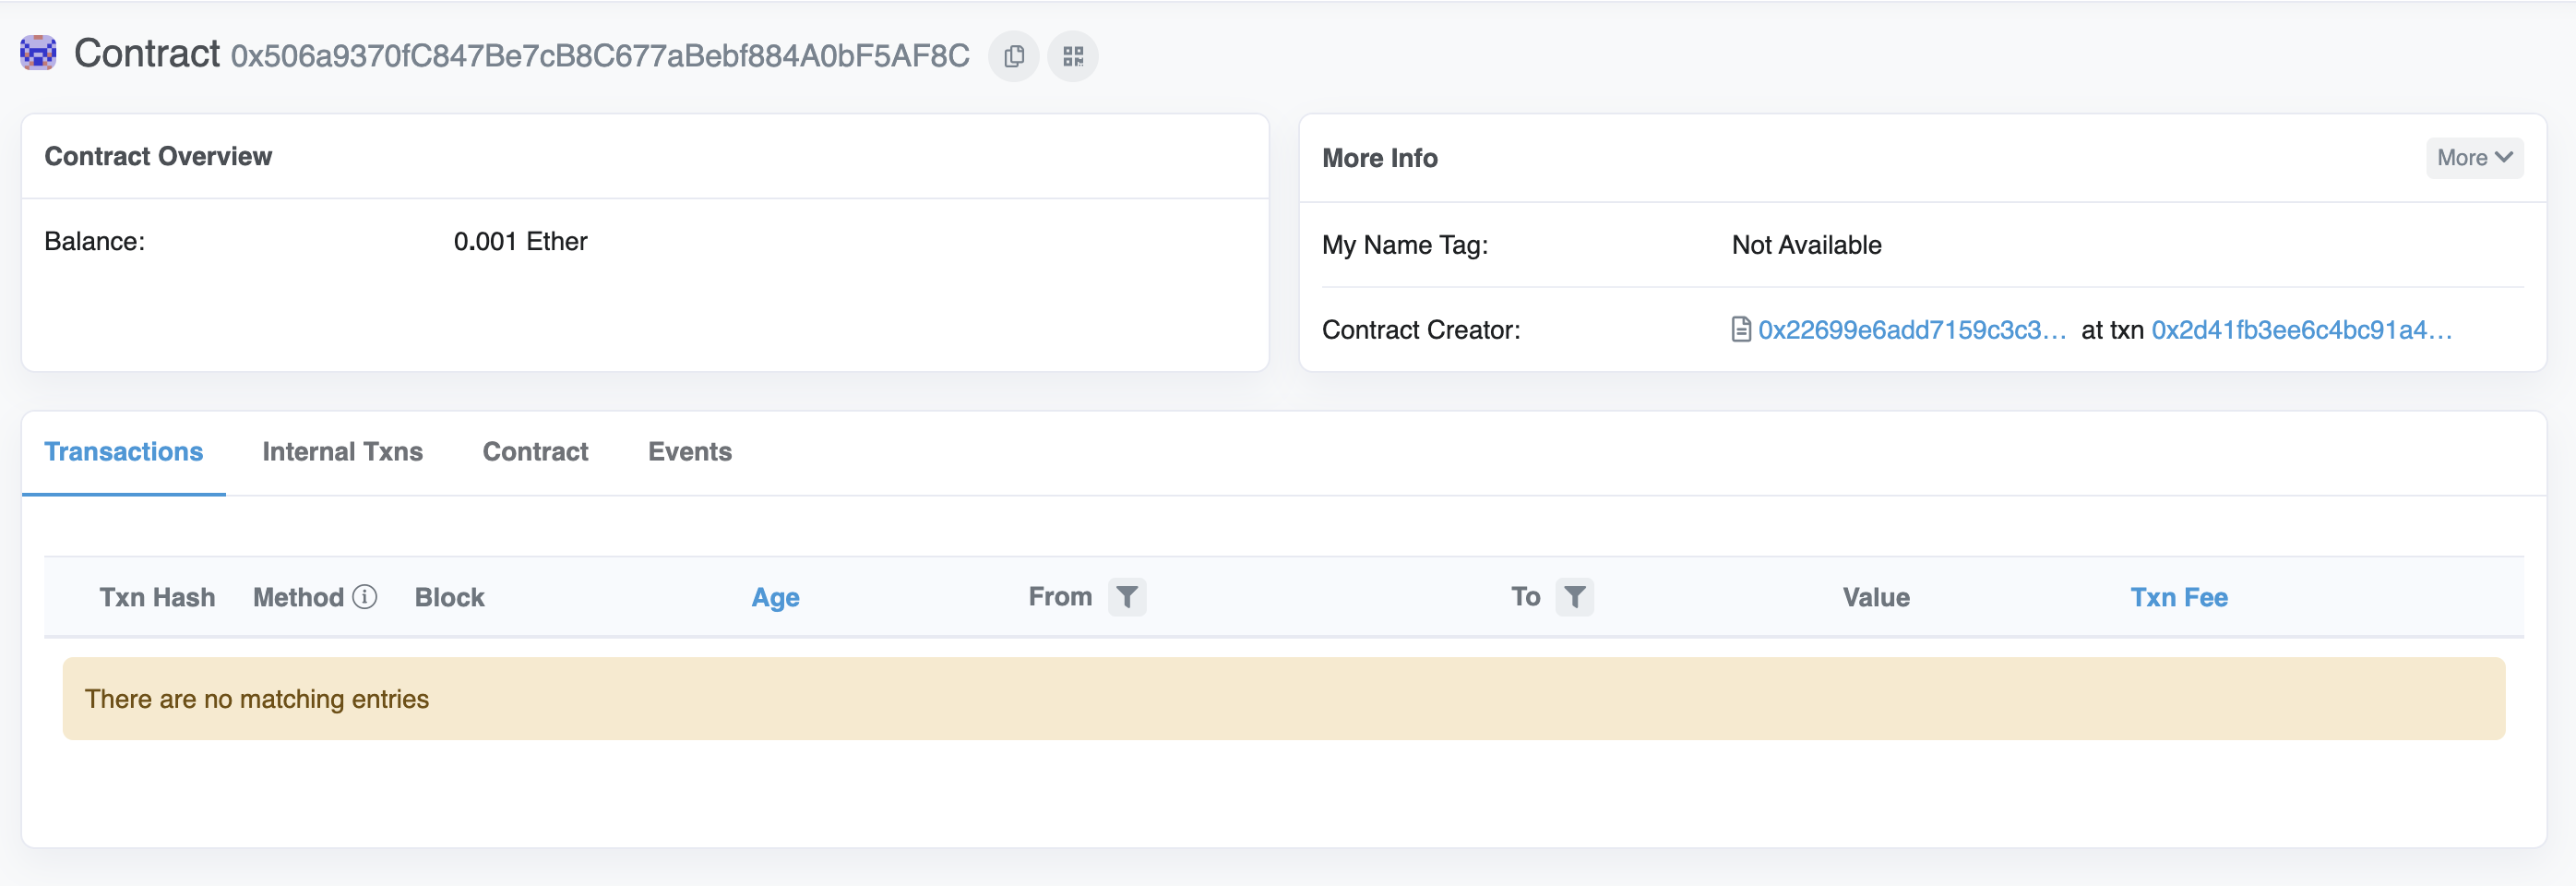 Contract 0x506a9370fC847Be7cB8C677aBebf884A0bF5AF8C
Contract Overview
Balance: 0.001 Ether
More Info
More
My Name Tag: Not Available
Contract Creator: 0x22699e6add7159c3c3... at txn 0x2d41fb3ee6c4bc91a4...
Transactions Internal Txns Contract Events
Txn Hash Method Block Age From To Value Txn Fee
There are no matching entries